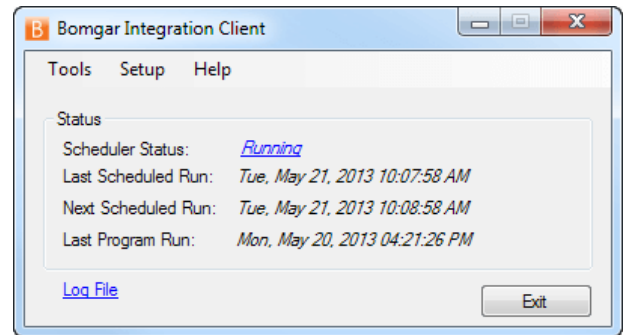 B Bomgar Integration Client
Tools Setup Help
Status
Scheduler Status: Running
Last Scheduled Run: Tue, May 21, 2013 10:07:58 AM
Next Scheduled Run: Tue, May 21, 2013 10:08:58 AM
Last Program Run: Mon, May 20, 2013 04:21:26 PM
Log File
Exit